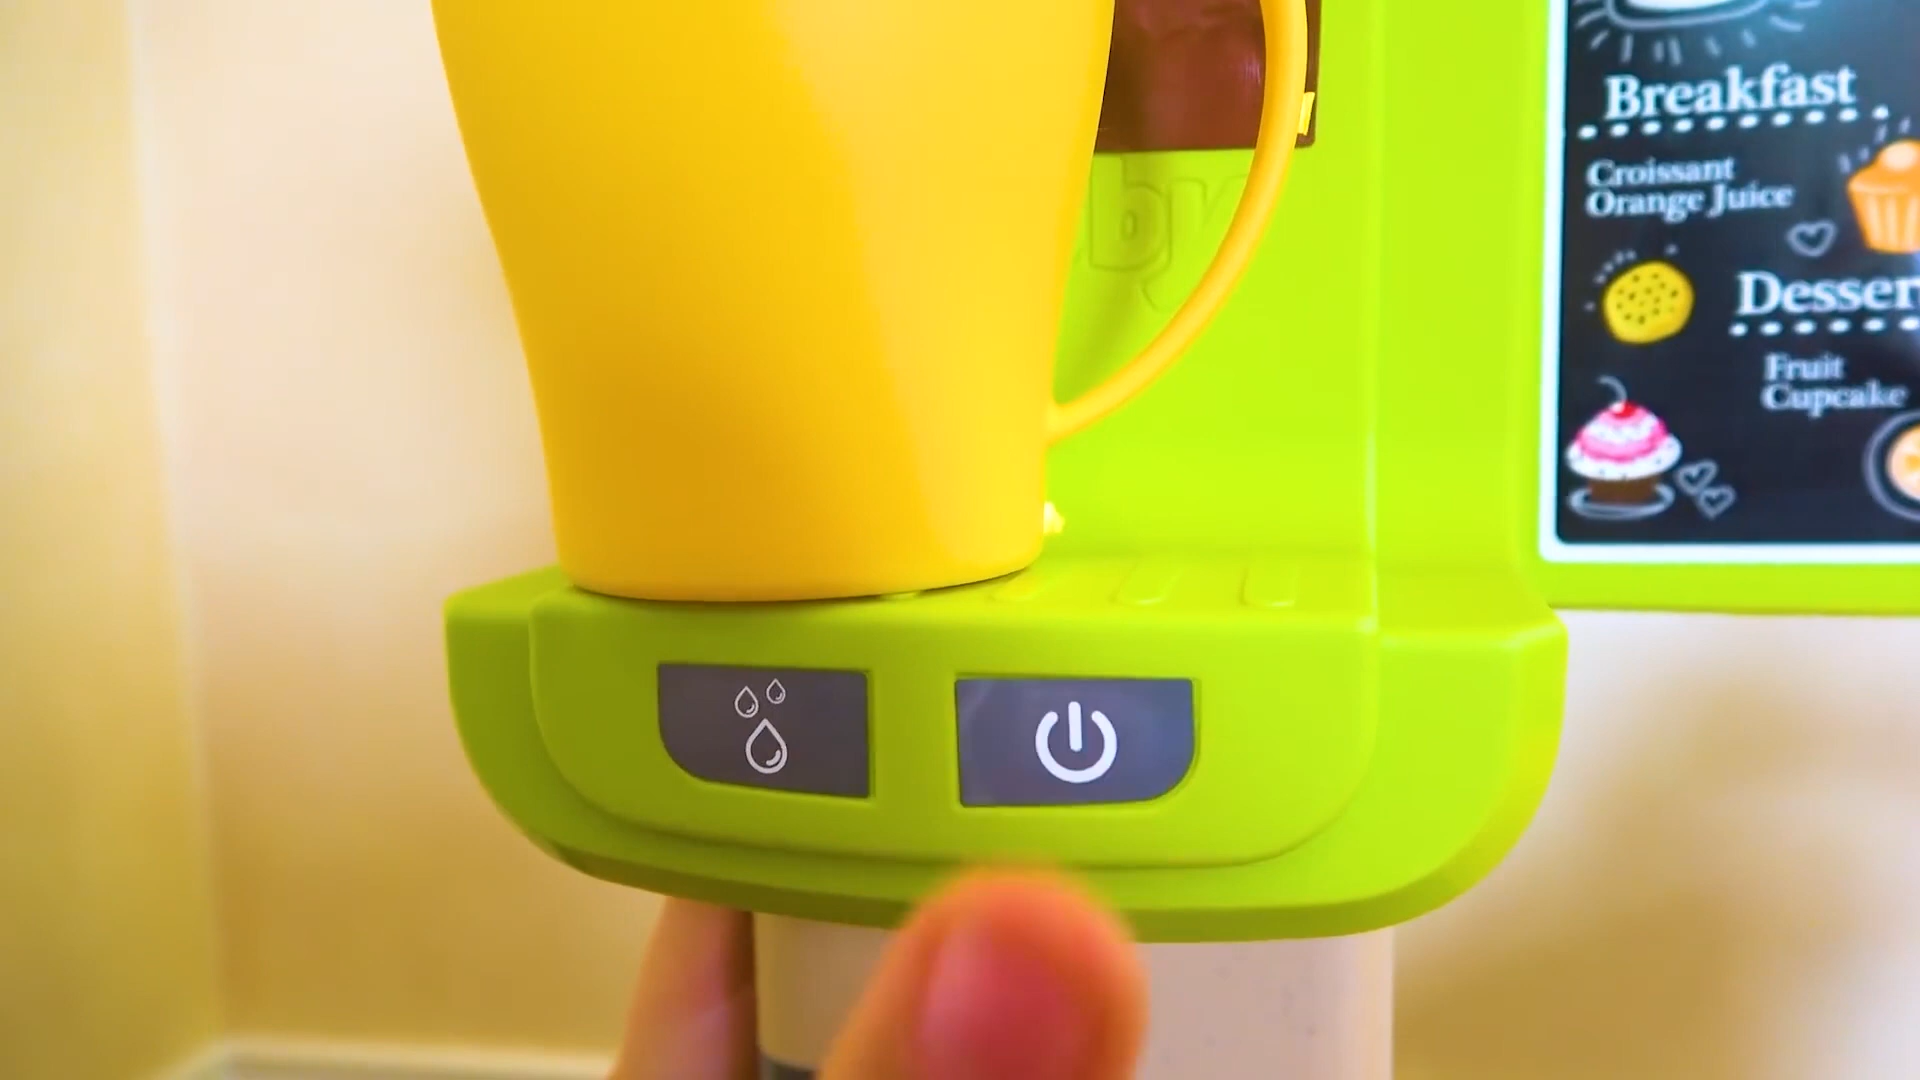 Breakfast
Croissant
Orange Juice
Desser
Fruit
Cupcake